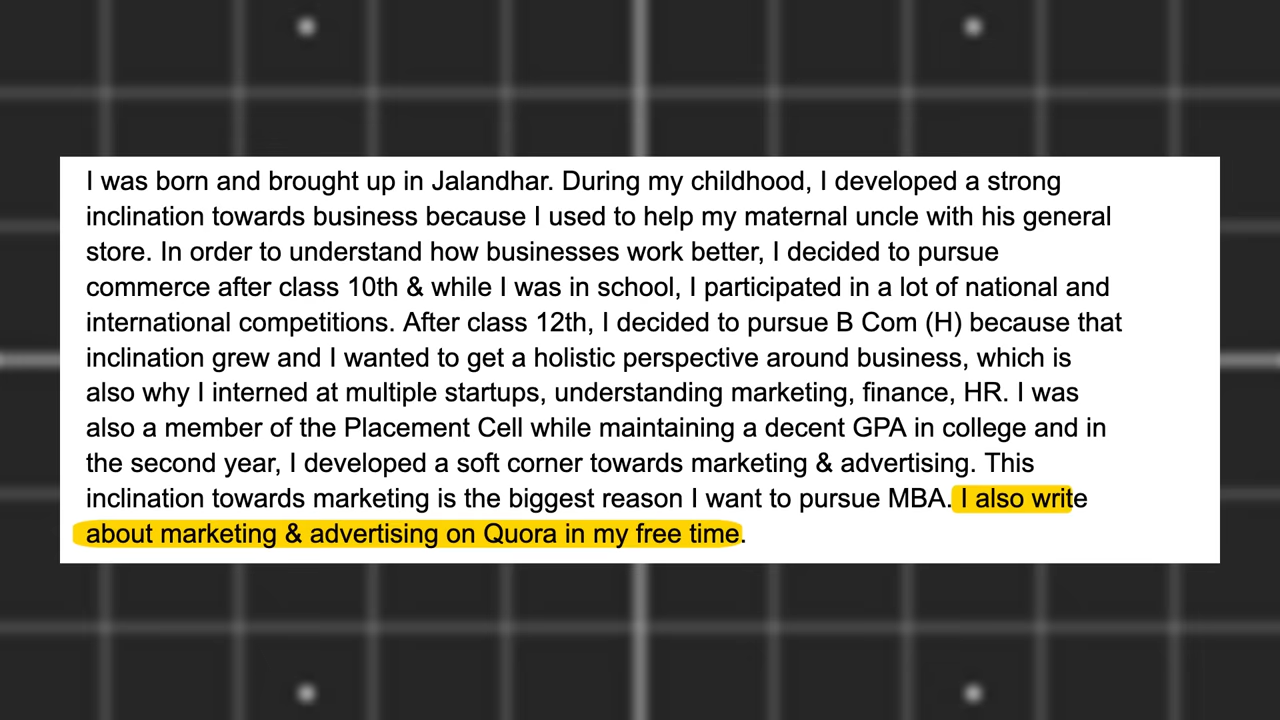 I was born and brought up in Jalandhar. During my childhood, I developed a strong
inclination towards business because I used to help my maternal uncle with his general
store. In order to understand how businesses work better, I decided to pursue
commerce after class 10th & while I was in school, I participated in a lot of national and
international competitions. After class 12th, I decided to pursue B Com (H) because that
inclination grew and I wanted to get a holistic perspective around business, which is
also why I interned at multiple startups, understanding marketing, finance, HR. I was
also a member of the Placement Cell while maintaining a decent GPA in college and in
the second year, I developed a soft corner towards marketing & advertising. This
inclination towards marketing is the biggest reason I want to pursue MBA. I also write
about marketing & advertising on Quora in my free time.